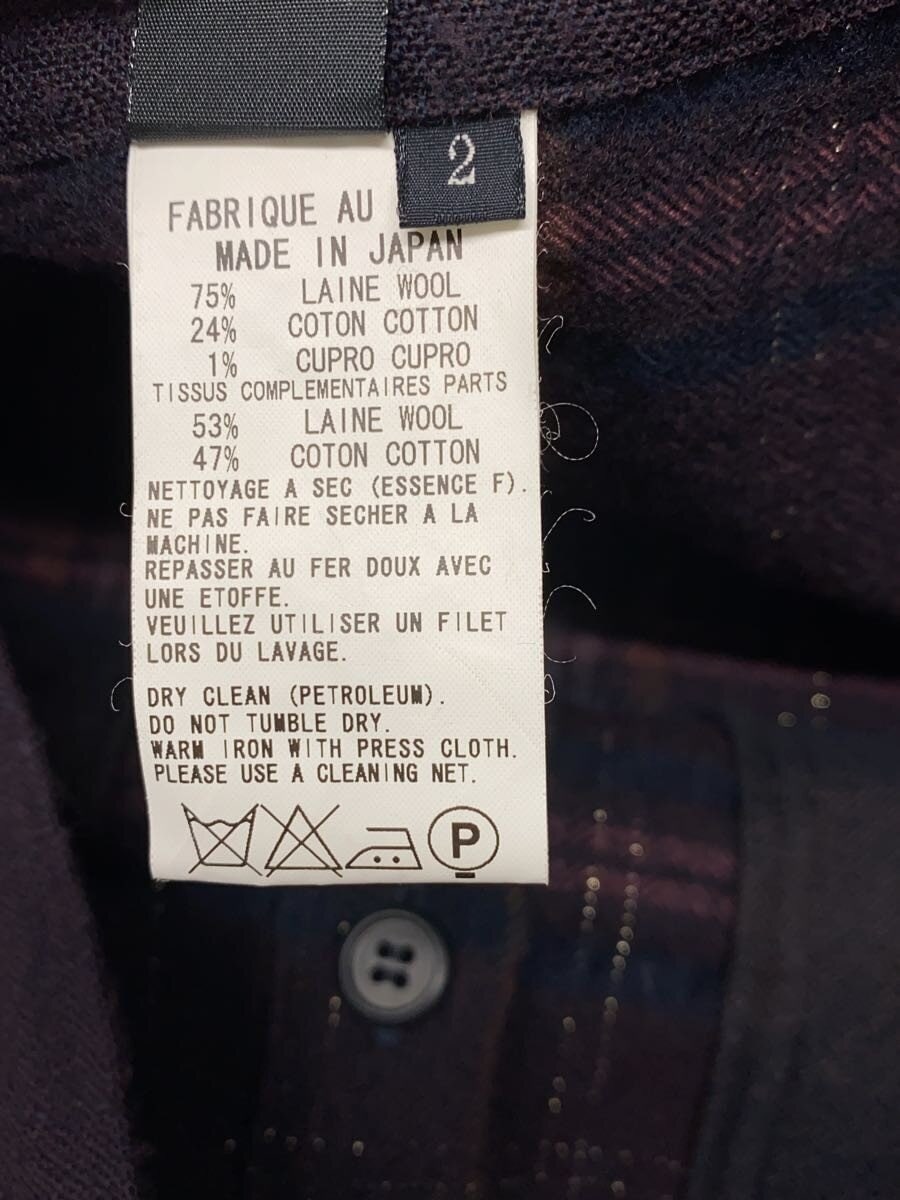 2
FABRIQUE AU
MADE IN JAPAN
75% LAINE WOOL
24% COTON COTTON
1% CUPRO CUPRO
TISSUS COMPLEMENTAIRES PARTS
53% LAINE WOOL
47% COTON COTTON
NETTOYAGE A SEC (ESSENCE F).
NE PAS FAIRE SECHER A LA
MACHINE.
REPASSER AU FER DOUX AVEC
UNE ETOFFE.
VEUILLEZ UTILISER UN FILET
LORS DU LAVAGE.
DRY CLEAN (PETROLEUM).
DO NOT TUMBLE DRY.
WARM IRON WITH PRESS CLOTH.
PLEASE USE A CLEANING NET.
P